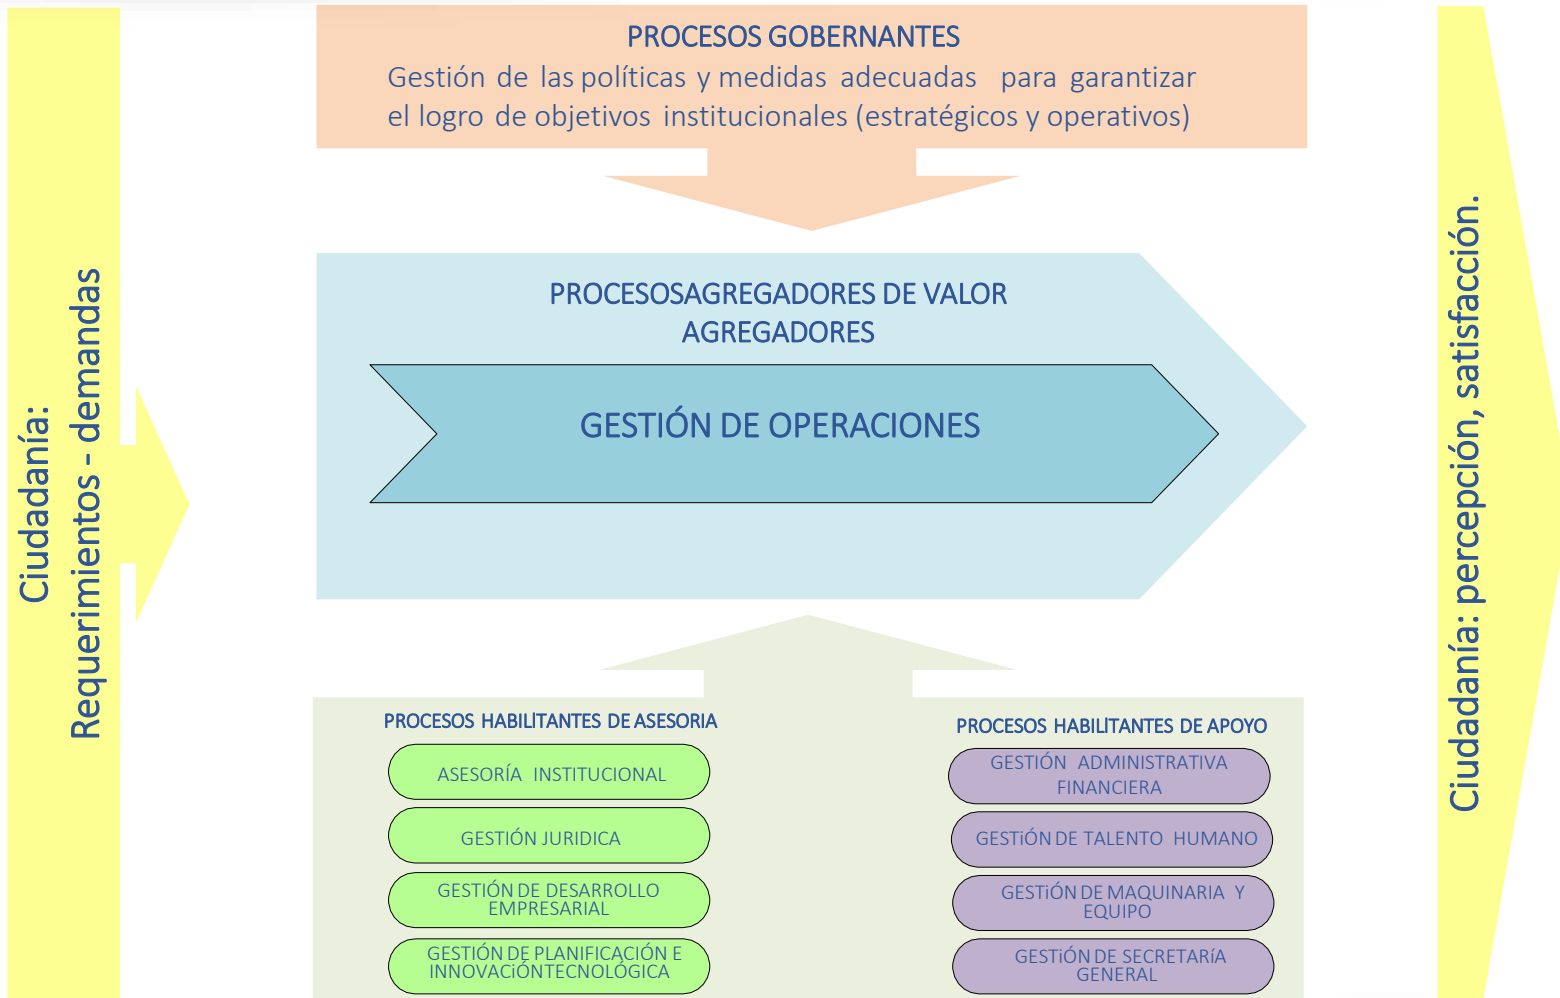 PROCESOS GOBERNANTES
Gestión de las políticas y medidas adecuadas para garantizar
el logro de objetivos institucionales (estratégicos y operativos)
Ciudadanía:
Requerimientos - demandas
PROCESOSAGREGADORES DE VALOR
AGREGADORES
GESTIÓN DE OPERACIONES
Ciudadanía: percepción, satisfacción.
PROCESOS HABILITANTES DE ASESORIA
ASESORÍA INSTITUCIONAL
GESTIÓN JURIDICA
GESTIÓN DE DESARROLLO
EMPRESARIAL
GESTIÓN DE PLANIFICACIÓN E
INNOVACiÓNTECNOLÓGICA
PROCESOS HABILITANTES DE APOYO
GESTIÓN ADMINISTRATIVA
FINANCIERA
GESTiÓN DE TALENTO HUMANO
GESTiÓN DE MAQUINARIA Y
EQUIPO
GESTiÓN DE SECRETARíA
GENERAL